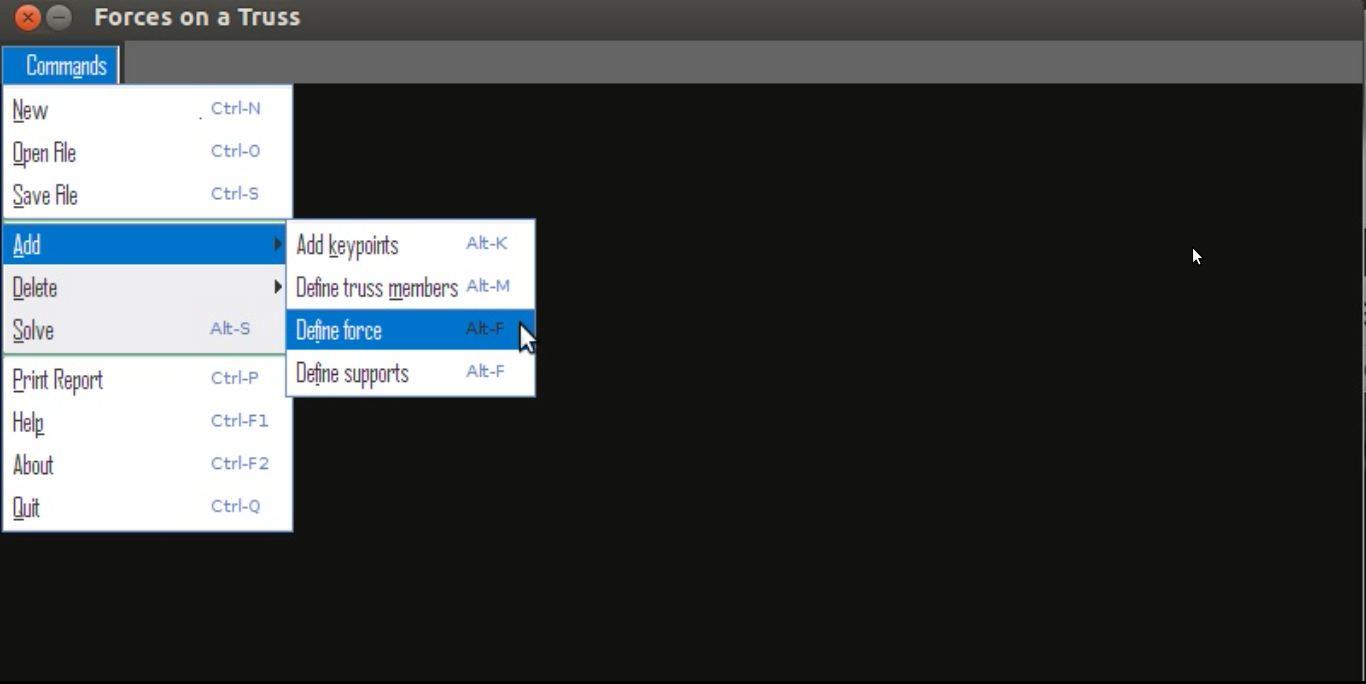 Forces on a Truss
Commands
New Ctrl-N
Open File Ctrl-O
Save File Ctrl-S
Add
Delete
Solve Alt-S
Print Report Ctrl-P
Help Ctrl-F1
About Ctrl-F2
Quit Ctrl-Q
Add keypoints Alt-K
Define truss members Alt-M
Define force Alt-F
Define supports Alt-F